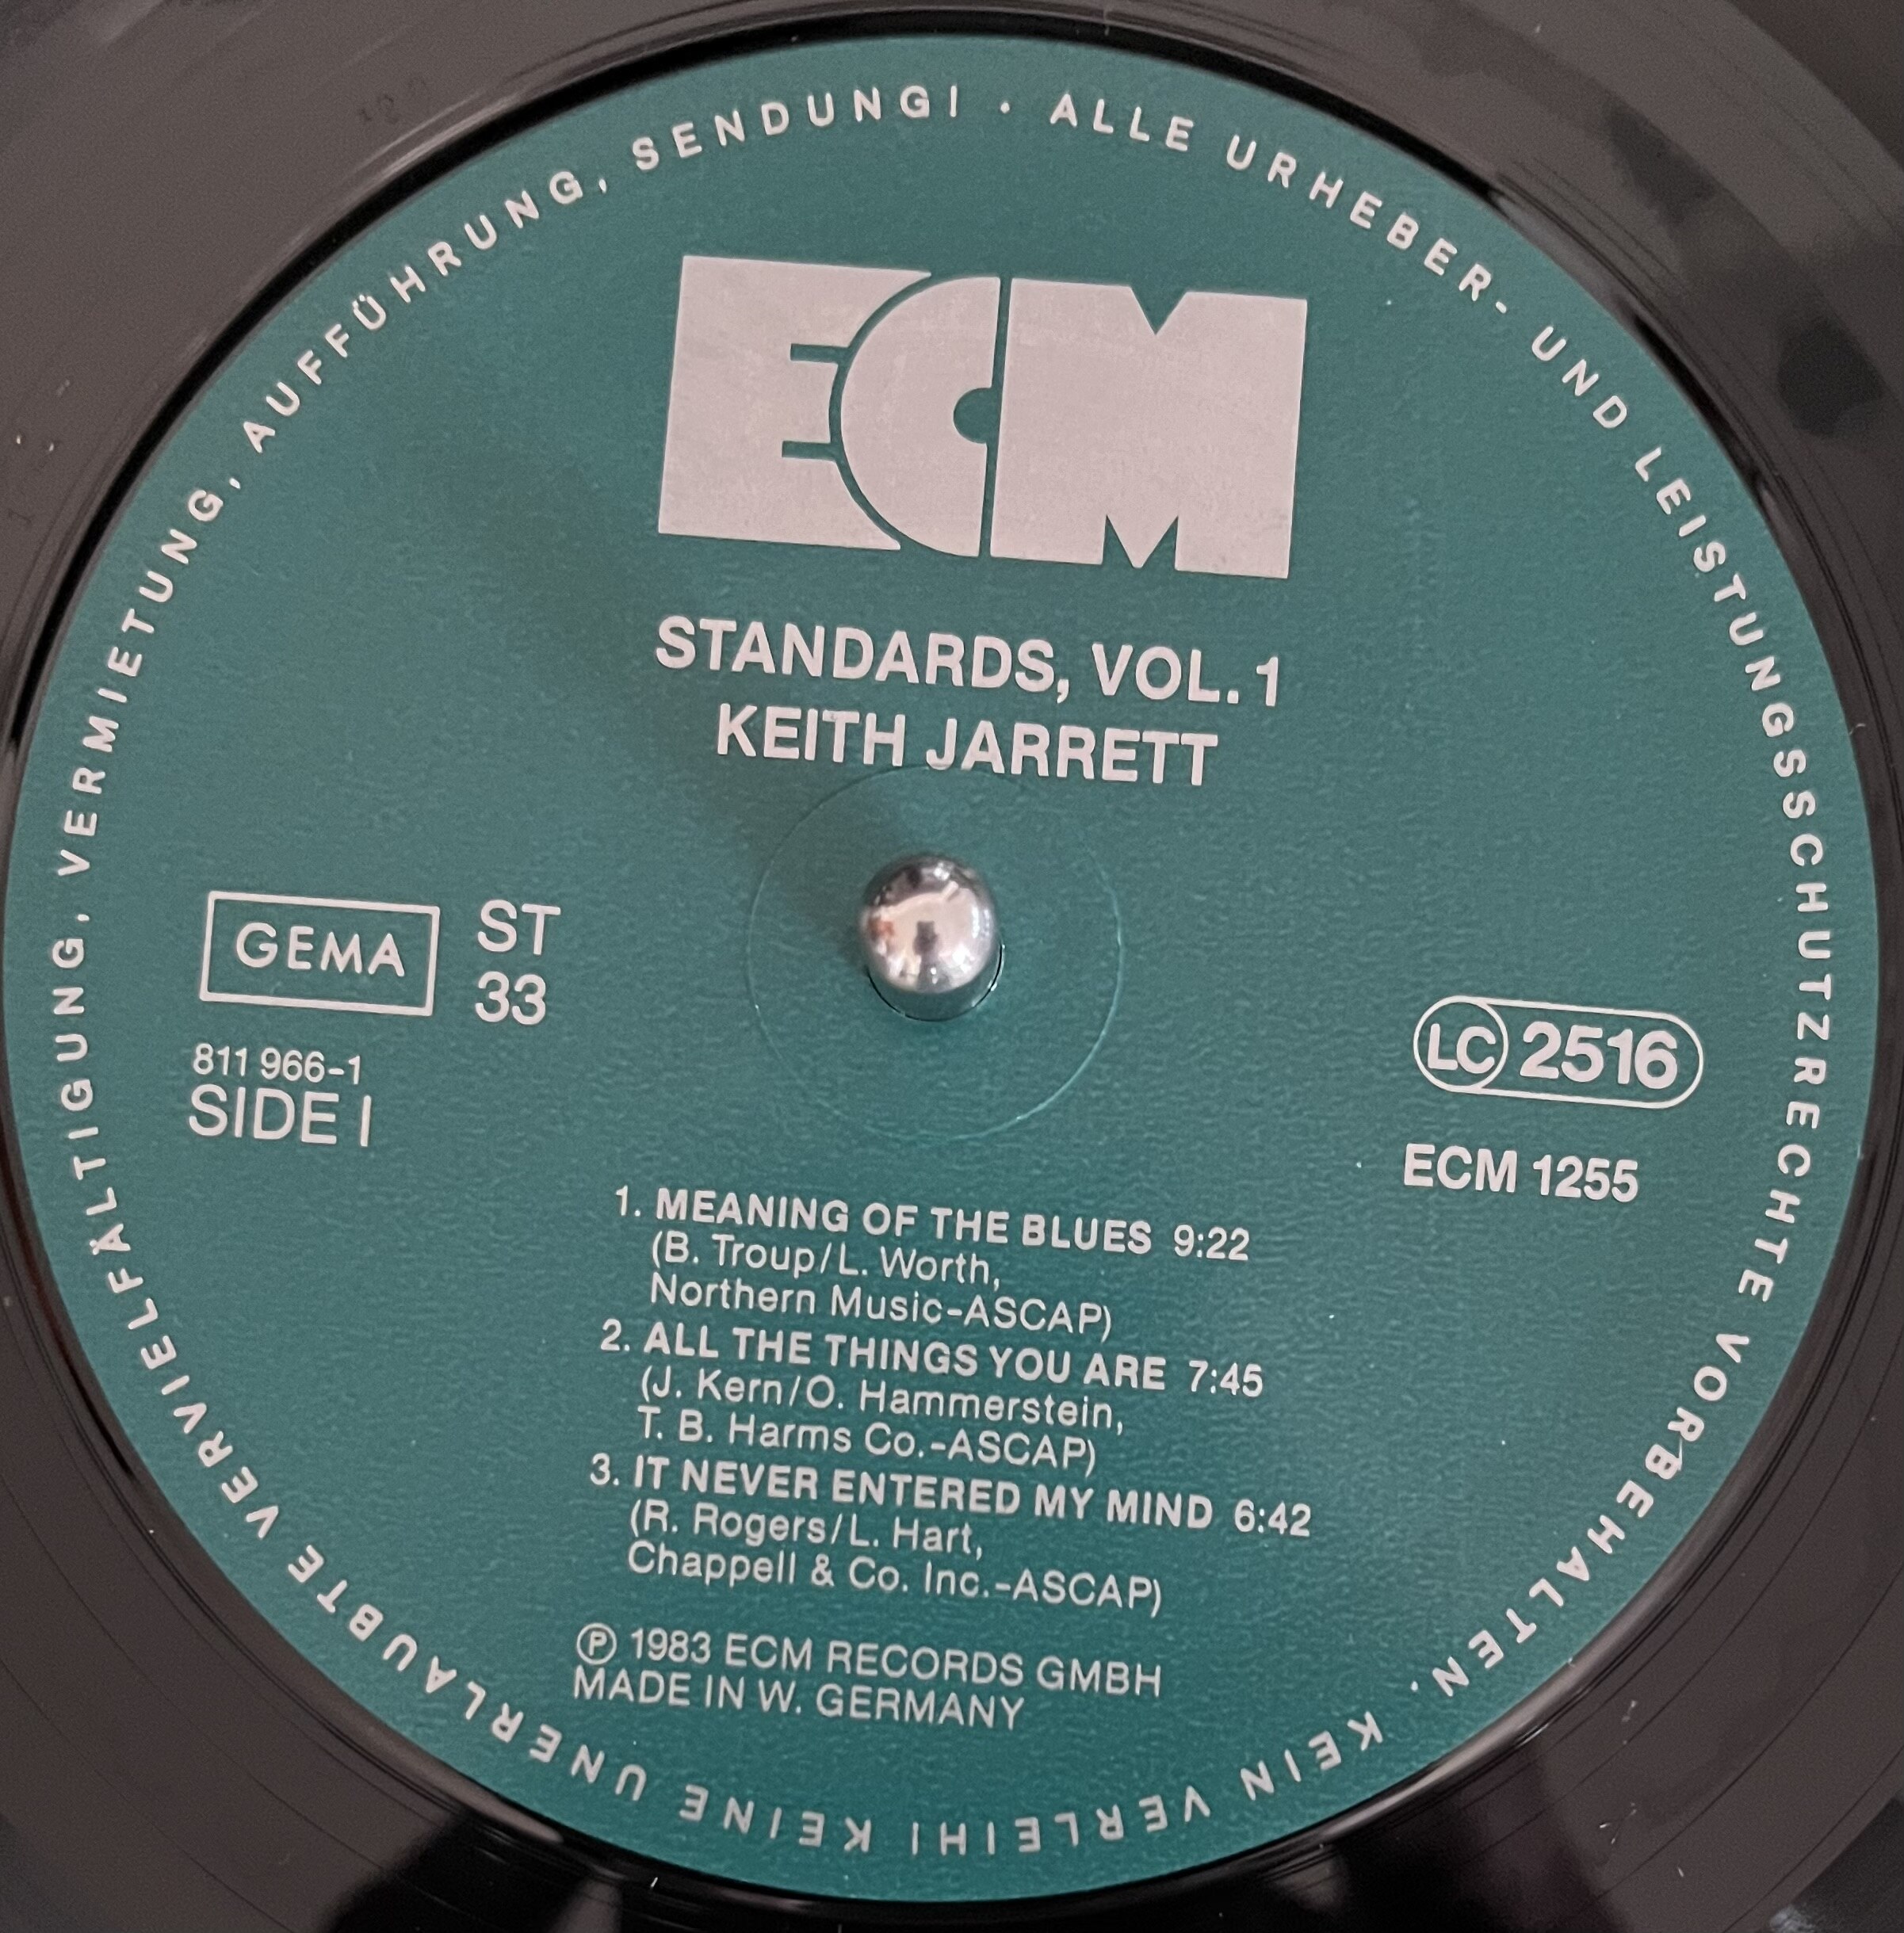 ALLE URHEBER- UND LEISTUNGSSCHUTZRECHTE VORBEHALTEN · KEIN VERLEIH! KEINE UNERLAUBTE VERVIELFÄLTIGUNG, VERMIETUNG, AUFFÜHRUNG, SENDUNG! ·
ECM
STANDARDS, VOL. 1
KEITH JARRETT
GEMA
ST
33
811 966-1
SIDE I
LC 2516
ECM 1255
1. MEANING OF THE BLUES 9:22
(B. Troup/L. Worth,
Northern Music-ASCAP)
2. ALL THE THINGS YOU ARE 7:45
(J. Kern/O. Hammerstein,
T. B. Harms Co.-ASCAP)
3. IT NEVER ENTERED MY MIND 6:42
(R. Rogers/L. Hart,
Chappell & Co. Inc.-ASCAP)
Ⓟ 1983 ECM RECORDS GMBH
MADE IN W. GERMANY